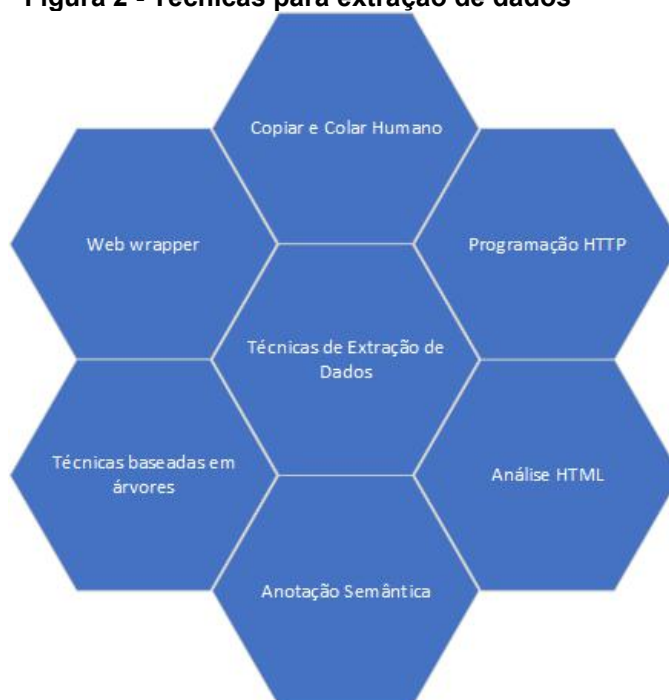 Figura 2 - Técnicas para extração de dados
Copiar e Colar Humano
Web wrapper
Programação HTTP
Técnicas de Extração de
Dados
Técnicas baseadas em
árvores
Análise HTML
Anotação Semântica